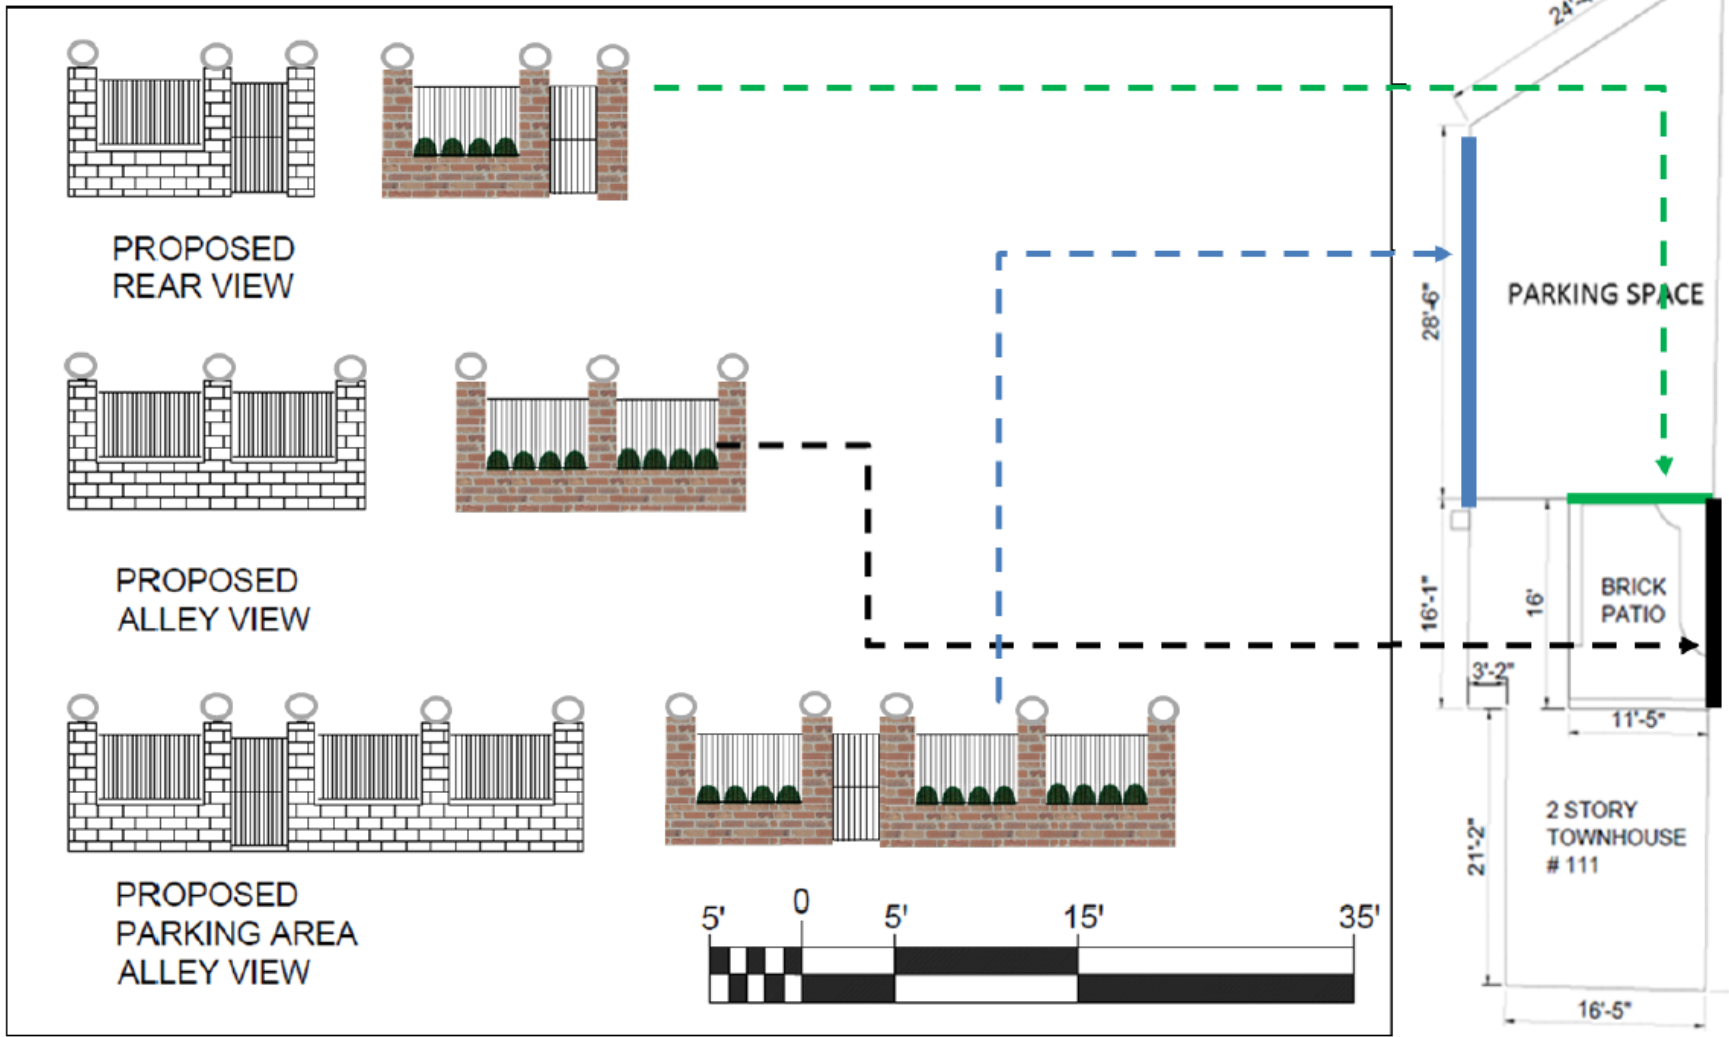 PROPOSED
REAR VIEW
PROPOSED
ALLEY VIEW
PROPOSED
PARKING AREA
ALLEY VIEW
5' 0 5' 15' 35'
28'-6"
PARKING SPACE
16'-1"
16'
BRICK
PATIO
3'-2"
11'-5"
21'-2"
2 STORY
TOWNHOUSE
# 111
16'-5"